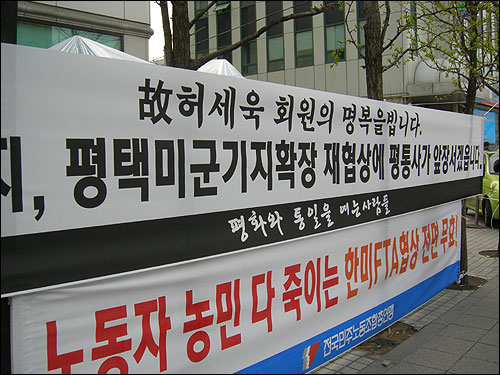 故허세욱 회원의 명복을빕니다.
지, 평택미군기지확장 재협상에 평통사가 앞장서겠습니다.
평화와 통일을 여는사람들
노동자 농민 다 죽이는 한미FTA협상 전면 무효!
전국민주노동조합총연맹